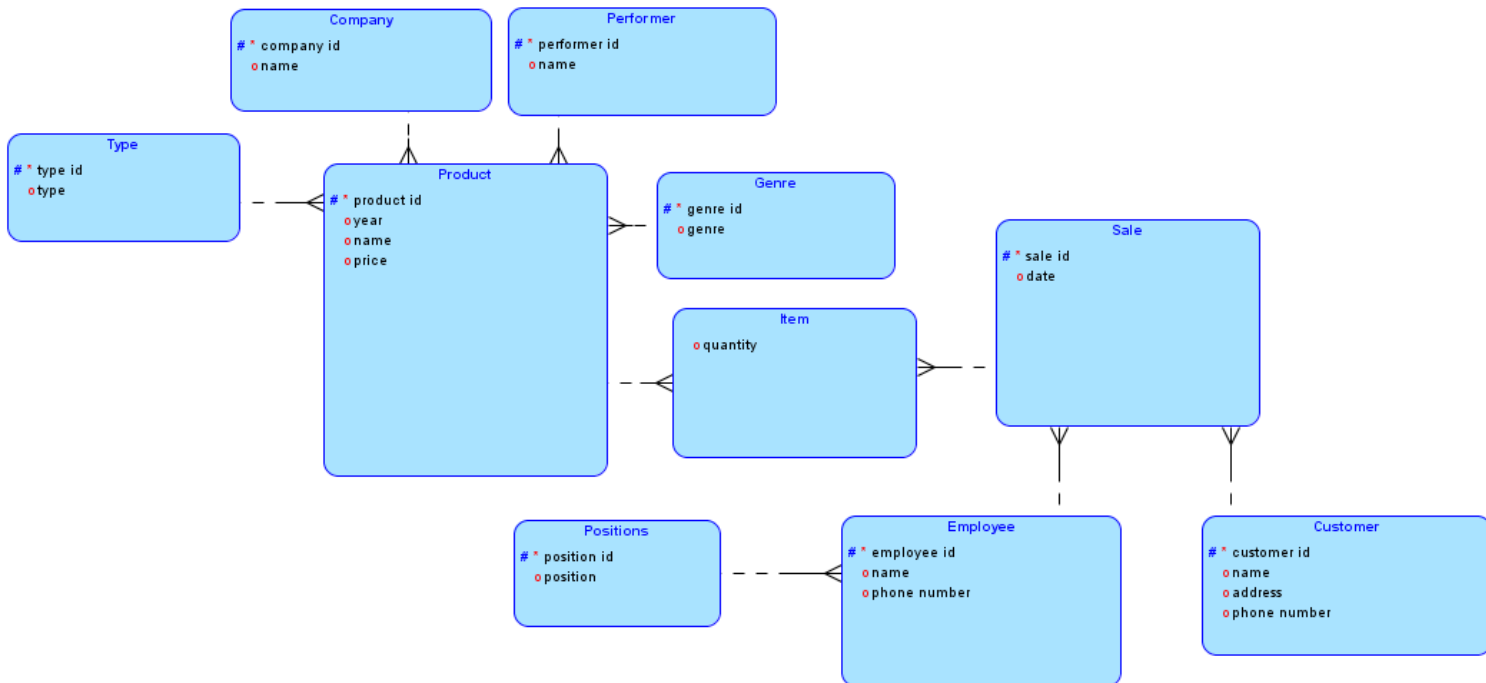 Company
# * company id
o name
Performer
# * performer id
o name
Type
# * type id
o type
Product
# * product id
o year
o name
o price
Genre
# * genre id
o genre
Sale
# * sale id
o date
Item
o quantity
Positions
# * position id
o position
Employee
# * employee id
o name
o phone number
Customer
# * customer id
o name
o address
o phone number